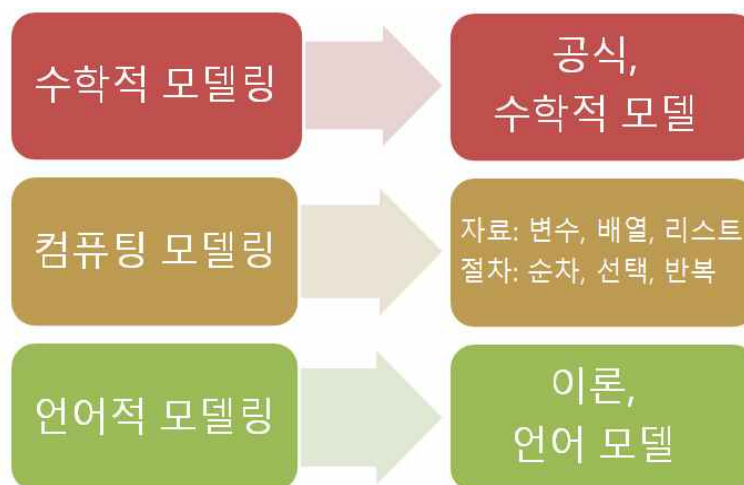 수학적 모델링
공식,
수학적 모델
컴퓨팅 모델링
자료: 변수, 배열, 리스트
절차: 순차, 선택, 반복
언어적 모델링
이론,
언어 모델